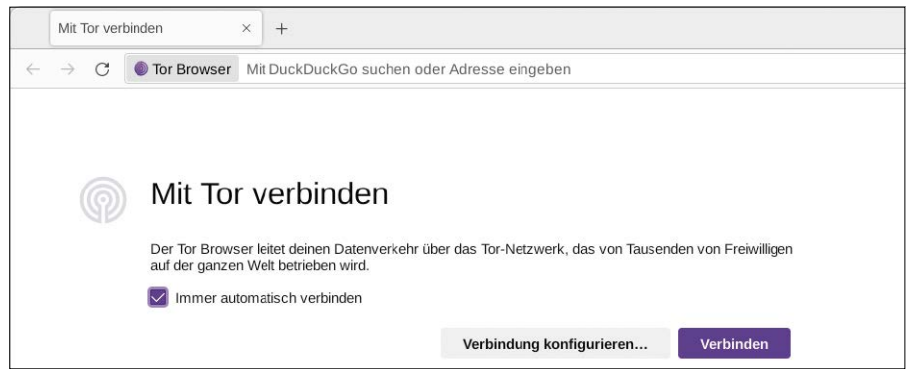 Mit Tor verbinden
Tor Browser Mit DuckDuckGo suchen oder Adresse eingeben
Mit Tor verbinden
Der Tor Browser leitet deinen Datenverkehr über das Tor-Netzwerk, das von Tausenden von Freiwilligen
auf der ganzen Welt betrieben wird.
Immer automatisch verbinden
Verbindung konfigurieren… Verbinden